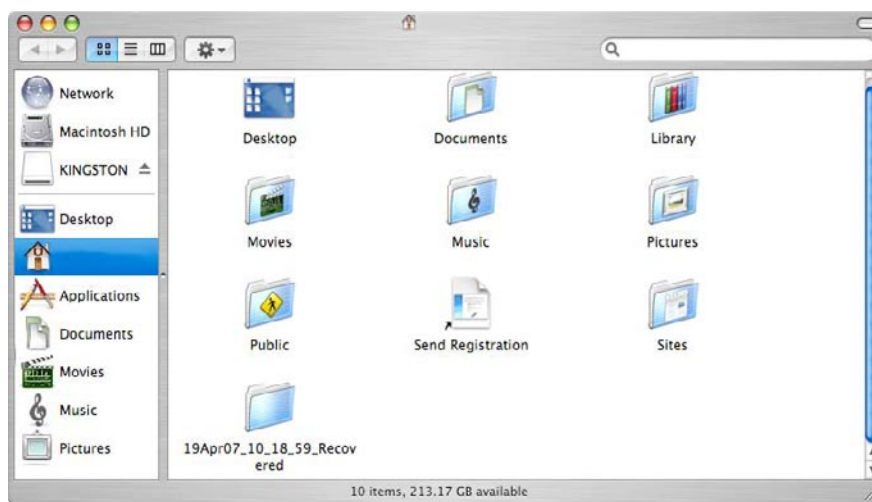 Network
Macintosh HD
KINGSTON
Desktop
Applications
Documents
Movies
Music
Pictures
Desktop
Documents
Library
Movies
Music
Pictures
Public
Send Registration
Sites
19Apr07_10_18_59_Recov
ered
10 items, 213.17 GB available